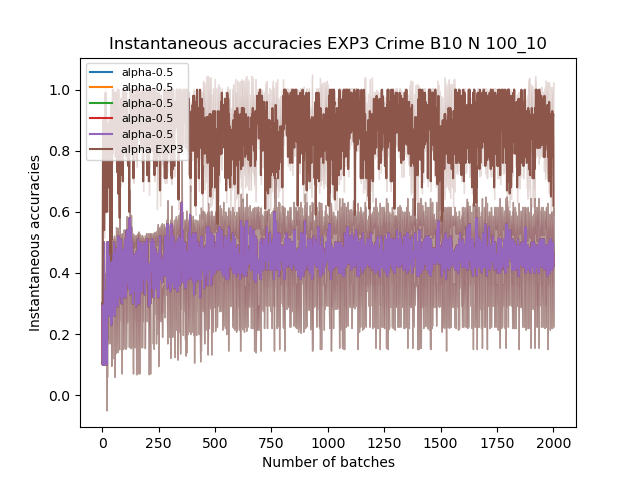 Instantaneous accuracies EXP3 Crime B10 N 100_10
alpha-0.5
alpha-0.5
alpha-0.5
alpha-0.5
alpha-0.5
alpha EXP3
Instantaneous accuracies
1.0
0.8
0.6
0.4
0.2
0.0
0 250 500 750 1000 1250 1500 1750 2000
Number of batches